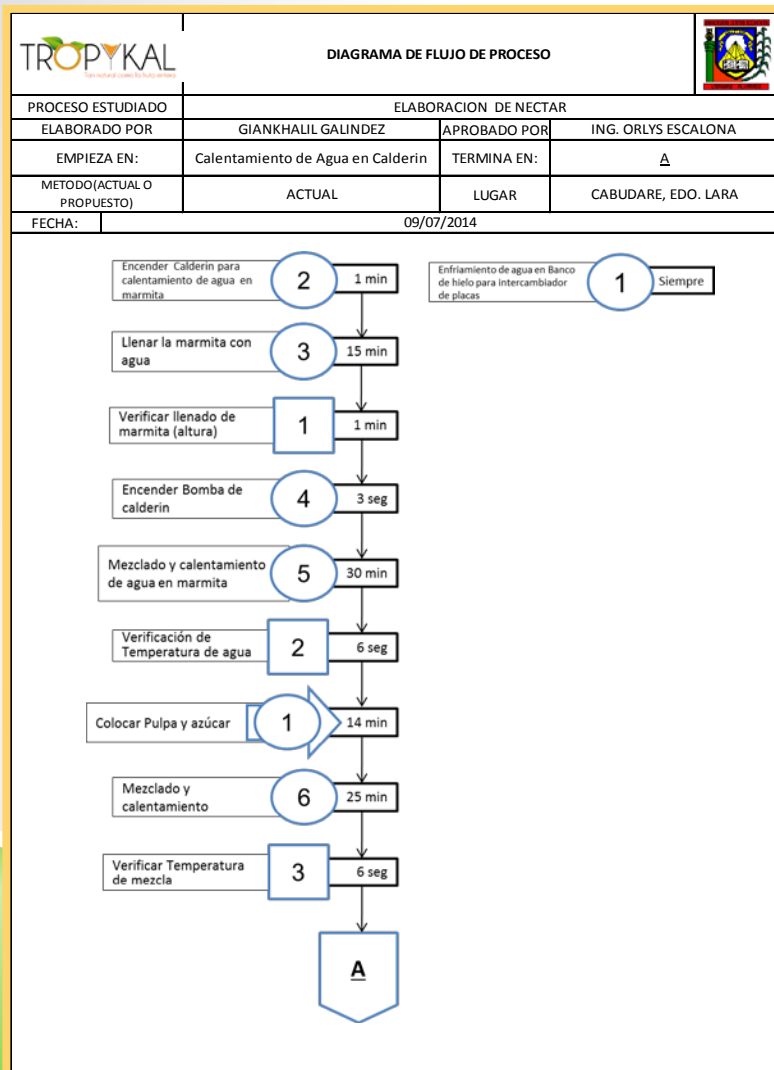 TROPYKAL
DIAGRAMA DE FLUJO DE PROCESO
PROCESO ESTUDIADO ELABORACION DE NECTAR
ELABORADO POR GIANKHALIL GALINDEZ APROBADO POR ING. ORLYS ESCALONA
EMPIEZA EN: Calentamiento de Agua en Calderin TERMINA EN: A
METODO(ACTUAL O
PROPUESTO) ACTUAL LUGAR CABUDARE, EDO. LARA
FECHA: 09/07/2014
Encender Calderin para
calentamiento de agua en
marmita
2
1 min
Enfriamiento de agua en Banco
de hielo para intercambiador
de placas
1
Siempre
Llenar la marmita con
agua
3
15 min
Verificar llenado de
marmita (altura)
1
1 min
Encender Bomba de
calderin
4
3 seg
Mezclado y calentamiento
de agua en marmita
5
30 min
Verificación de
Temperatura de agua
2
6 seg
Colocar Pulpa y azúcar
1
14 min
Mezclado y
calentamiento
6
25 min
Verificar Temperatura
de mezcla
3
6 seg
A